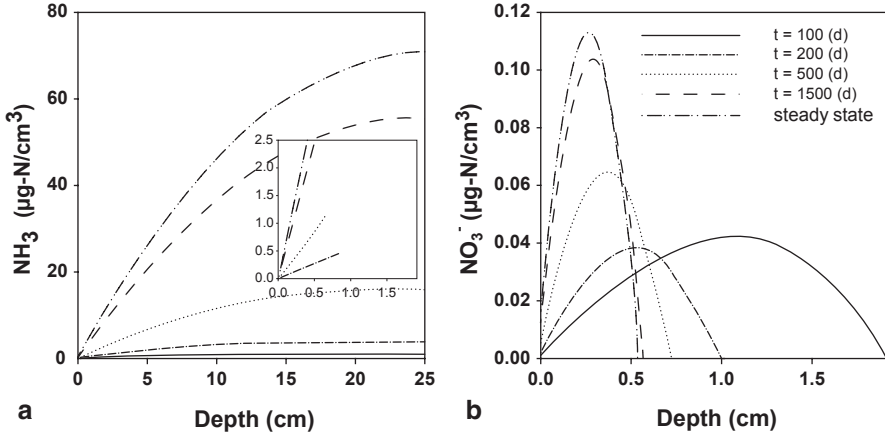 80
60
40
20
0
NH3 (μg-N/cm3)
0 5 10 15 20 25
Depth (cm)
a
2.5
2.0
1.5
1.0
0.5
0.0
0.0 0.5 1.0 1.5
0.12
0.10
0.08
0.06
0.04
0.02
0.00
NO3- (μg-N/cm3)
t = 100 (d)
t = 200 (d)
t = 500 (d)
t = 1500 (d)
steady state
0.0 0.5 1.0 1.5
Depth (cm)
b